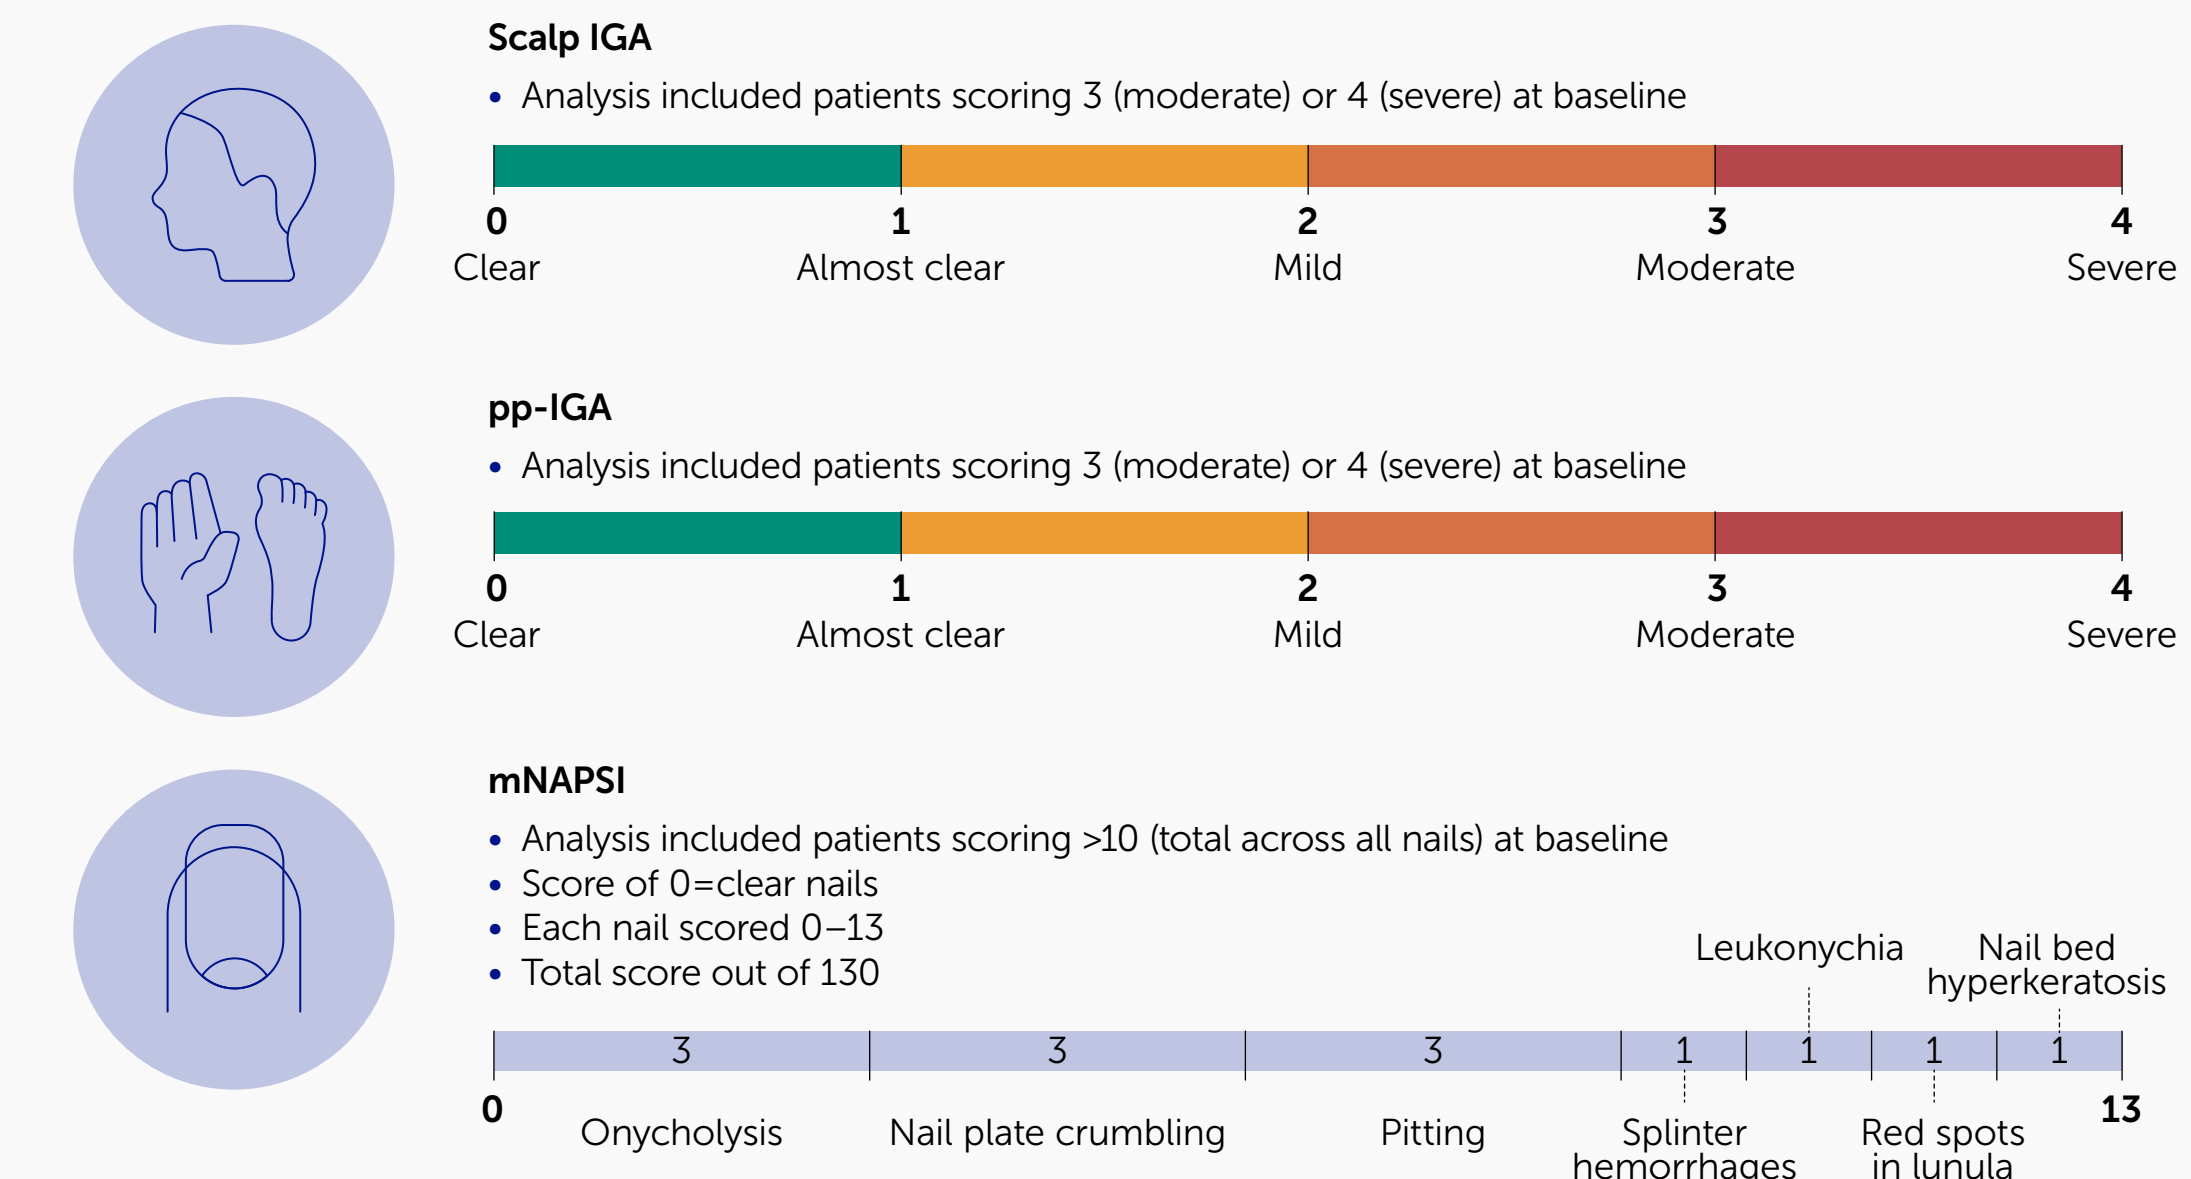 Scalp IGA
• Analysis included patients scoring 3 (moderate) or 4 (severe) at baseline
0 1 2 3 4
Clear Almost clear Mild Moderate Severe
pp-IGA
• Analysis included patients scoring 3 (moderate) or 4 (severe) at baseline
0 1 2 3 4
Clear Almost clear Mild Moderate Severe
mNAPSI
• Analysis included patients scoring >10 (total across all nails) at baseline
• Score of 0=clear nails
• Each nail scored 0–13
• Total score out of 130
Leukonychia Nail bed
hyperkeratosis
3 3 3 1 1 1 1
0 13
Onycholysis Nail plate crumbling Pitting Splinter Red spots
hemorrhages in lunula